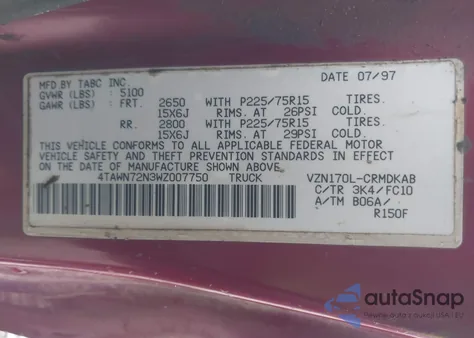 MFD BY TABC INC. DATE 07/97
GVWR (LBS) : 5100
GAWR (LBS) : FRT. 2650 WITH P225/75R15 TIRES.
15X6J RIMS. AT 26PSI COLD.
RR. 2800 WITH P225/75R15 TIRES.
15X6J RIMS. AT 29PSI COLD.
THIS VEHICLE CONFORMS TO ALL APPLICABLE FEDERAL MOTOR
VEHICLE SAFETY AND THEFT PREVENTION STANDARDS IN EFFECT
ON THE DATE OF MANUFACTURE SHOWN ABOVE.
4TAWN72N3WZ007750 TRUCK VZN170L-CRMDKAB
C/TR 3K4/FC10
A/TM B06A/
R150F
autoSnap